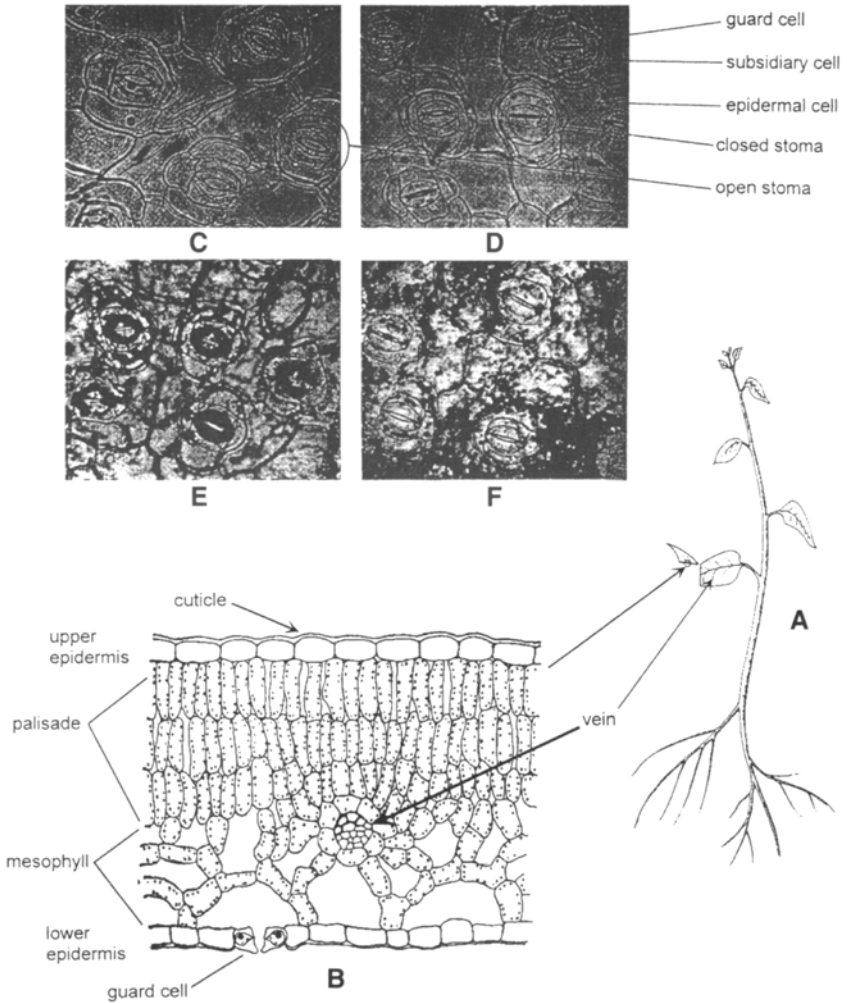 guard cell
subsidiary cell
epidermal cell
closed stoma
open stoma
C
D
E
F
A
cuticle
upper
epidermis
palisade
vein
mesophyll
lower
epidermis
guard cell
B